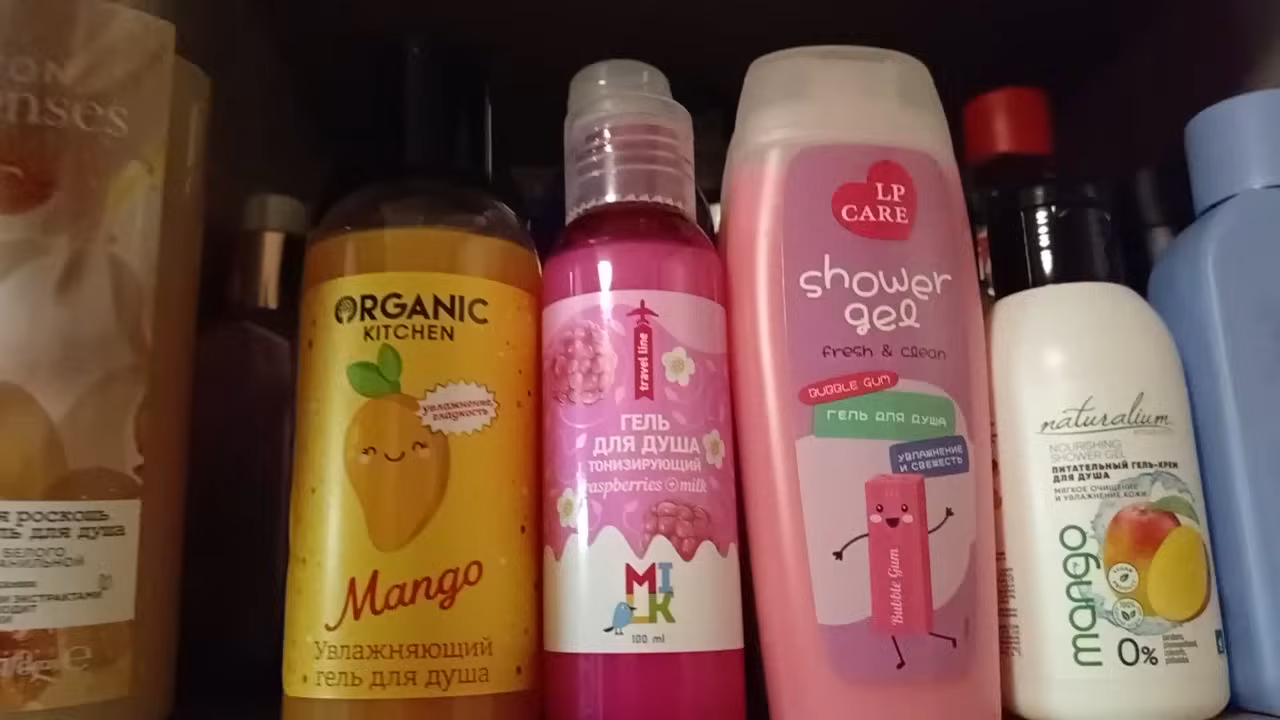 ORGANIC
KITCHEN
увлажнение,
гладкость
Mango
Увлажняющий
гель для душа
travel line
ГЕЛЬ
ДЛЯ ДУША
ТОНИЗИРУЮЩИЙ
raspberries + milk
MILK
100 ml
LP
CARE
shower
gel
fresh & clean
BUBBLE GUM
ГЕЛЬ ДЛЯ ДУША
УВЛАЖНЕНИЕ
И СВЕЖЕСТЬ
Bubble Gum
naturalium
NOURISHING
SHOWER GEL
ПИТАТЕЛЬНЫЙ ГЕЛЬ-КРЕМ
ДЛЯ ДУША
МЯГКОЕ ОЧИЩЕНИЕ
И УВЛАЖНЕНИЕ КОЖИ
mango
0%
enses
я роскошь
ль для душа
БЕЛОГО